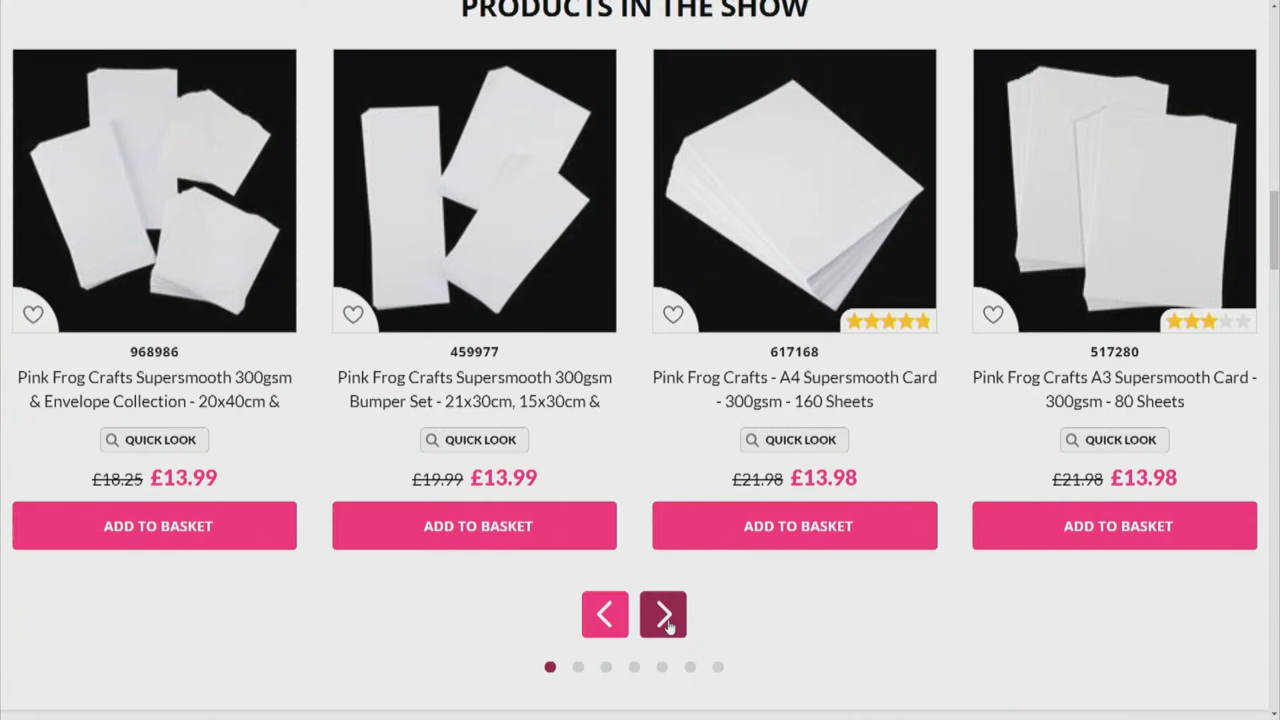 PRODUCTS IN THE SHOW
968986
Pink Frog Crafts Supersmooth 300gsm
& Envelope Collection - 20x40cm &
QUICK LOOK
£18.25 £13.99
ADD TO BASKET
459977
Pink Frog Crafts Supersmooth 300gsm
Bumper Set - 21x30cm, 15x30cm &
QUICK LOOK
£19.99 £13.99
ADD TO BASKET
617168
Pink Frog Crafts - A4 Supersmooth Card
- 300gsm - 160 Sheets
QUICK LOOK
£21.98 £13.98
ADD TO BASKET
517280
Pink Frog Crafts A3 Supersmooth Card -
300gsm - 80 Sheets
QUICK LOOK
£21.98 £13.98
ADD TO BASKET